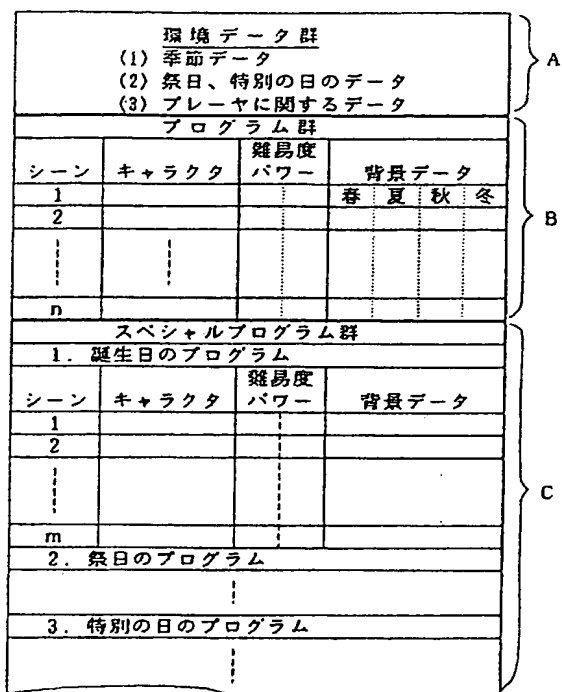 環境データ群
(1) 季節データ
(2) 祭日、特別の日のデータ
(3) プレーヤに関するデータ
A
プログラム群
シーン キャラクタ 難易度 パワー 背景データ
1 春 夏 秋 冬
2
n
B
スペシャルプログラム群
1. 誕生日のプログラム
シーン キャラクタ 難易度 パワー 背景データ
1
2
m
2. 祭日のプログラム
3. 特別の日のプログラム
C